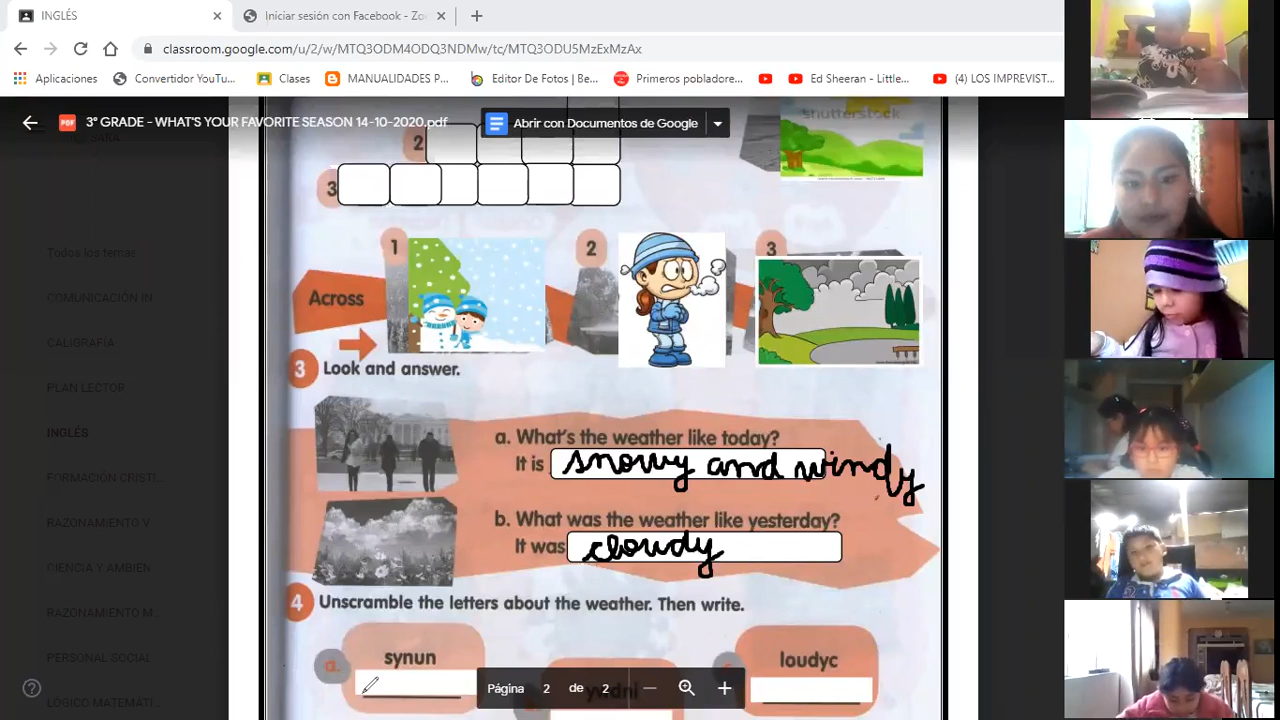 INGLÉS
Iniciar sesión con Facebook - Zo
classroom.google.com/u/2/w/MTQ3ODM4ODQ3NDMw/tc/MTQ3ODU5MzExMzAx
Aplicaciones
Convertidor YouTu...
Clases
MANUALIDADES P...
Editor De Fotos | Be...
Primeros pobladore...
Ed Sheeran - Little...
(4) LOS IMPREVIST...
PDF
3° GRADE - WHAT'S YOUR FAVORITE SEASON 14-10-2020.pdf
Abrir con Documentos de Google
SARA
shutterstock
2
3
1
2
3
Across
Todos los temas
COMUNICACIÓN IN
CALIGRAFÍA
PLAN LECTOR
INGLÉS
FORMACIÓN CRISTI...
RAZONAMIENTO V
CIENCIA Y AMBIEN
RAZONAMIENTO M...
PERSONAL SOCIAL
LÓGICO MATEMÁTI...
3 Look and answer.
a. What's the weather like today?
It is snowy and windy
b. What was the weather like yesterday?
It was cloudy
4 Unscramble the letters about the weather. Then write.
a. synun
ywdni
loudyc
Página 2 de 2